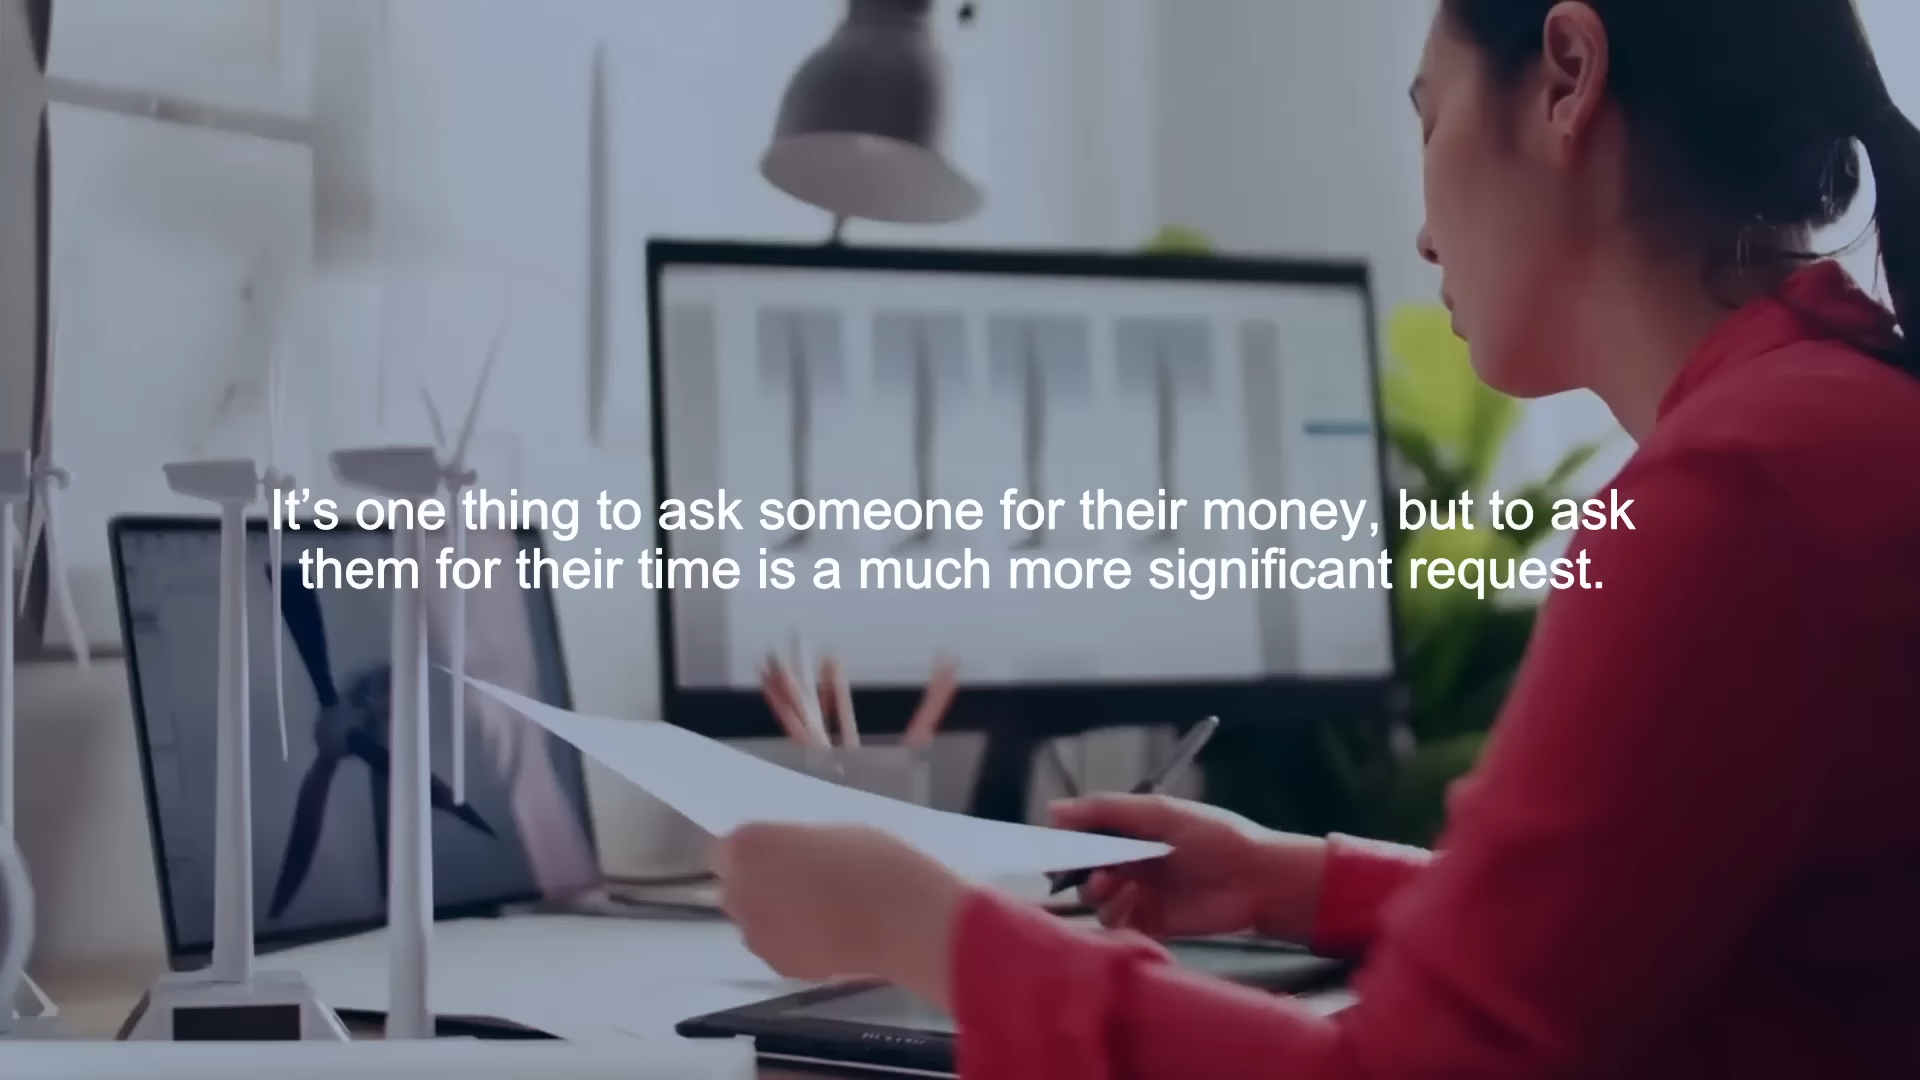 It’s one thing to ask someone for their money, but to ask
them for their time is a much more significant request.